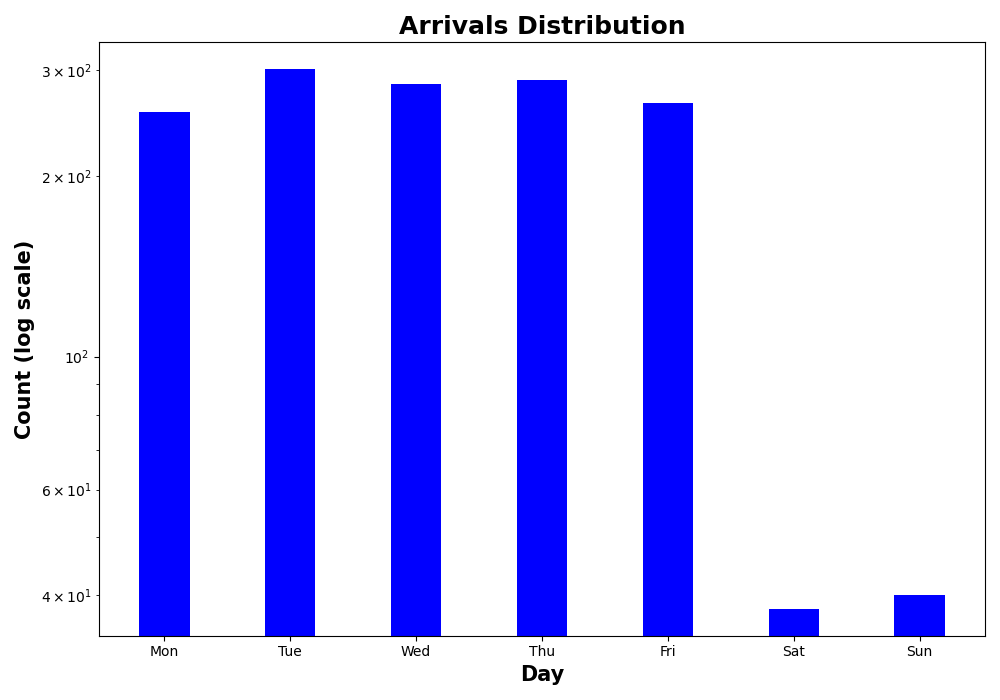 Arrivals Distribution
3 × 10²
2 × 10²
10²
6 × 10¹
4 × 10¹
Count (log scale)
Mon Tue Wed Thu Fri Sat Sun
Day